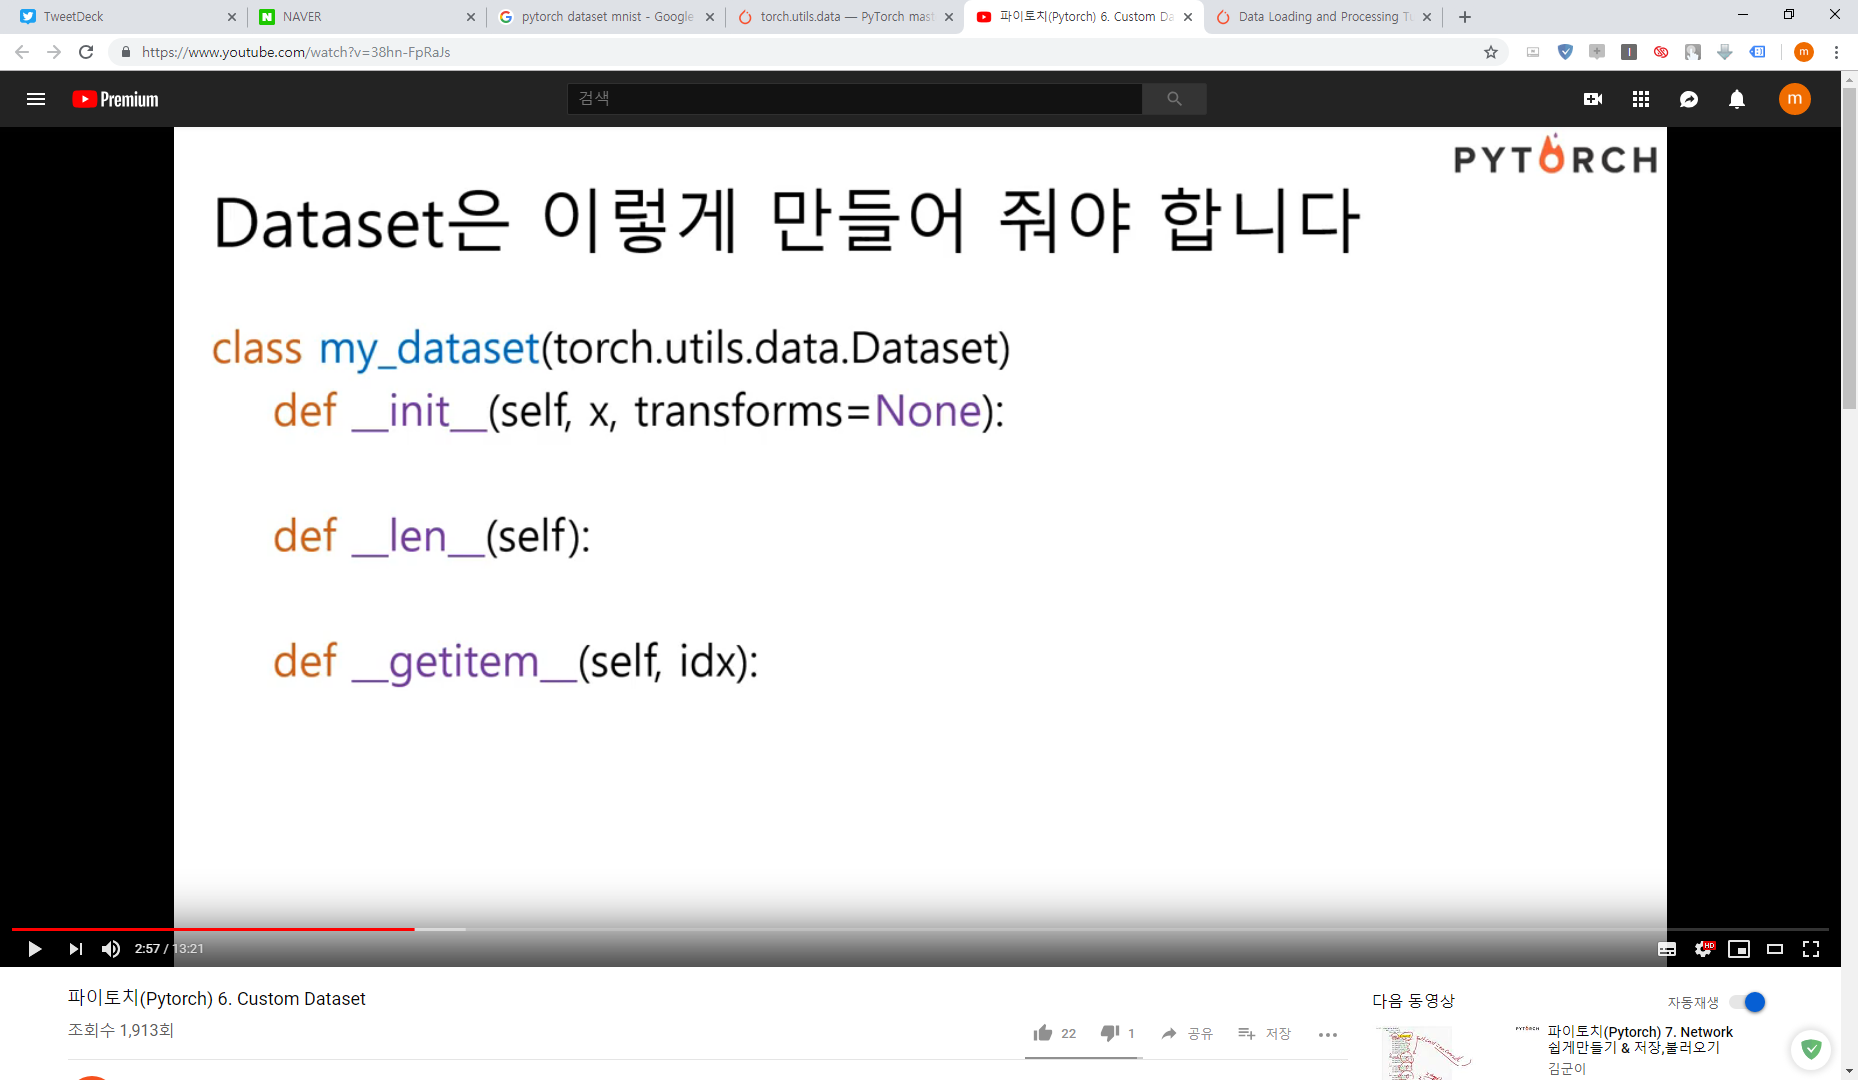 TweetDeck
NAVER
pytorch dataset mnist - Google
torch.utils.data — PyTorch mast
파이토치(Pytorch) 6. Custom Da
Data Loading and Processing Tu
https://www.youtube.com/watch?v=38hn-FpRaJs
m
Premium
검색
m
PYTORCH
Dataset은 이렇게 만들어 줘야 합니다
class my_dataset(torch.utils.data.Dataset)
def __init__(self, x, transforms=None):
def __len__(self):
def __getitem__(self, idx):
2:57 / 13:21
HD
파이토치(Pytorch) 6. Custom Dataset
조회수 1,913회
22
1
공유
저장
다음 동영상
자동재생
PYTORCH
파이토치(Pytorch) 7. Network
쉽게만들기 & 저장,불러오기
김군이